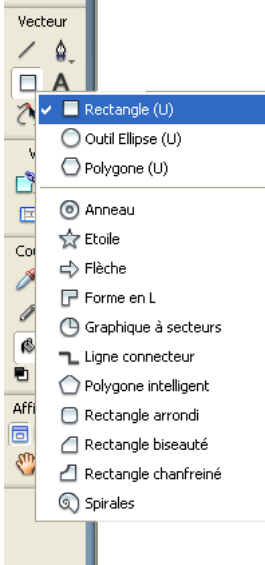 Vecteur
A
Rectangle (U)
Outil Ellipse (U)
Polygone (U)
Anneau
Etoile
Flèche
Forme en L
Graphique à secteurs
Ligne connecteur
Polygone intelligent
Rectangle arrondi
Rectangle biseauté
Rectangle chanfreiné
Spirales